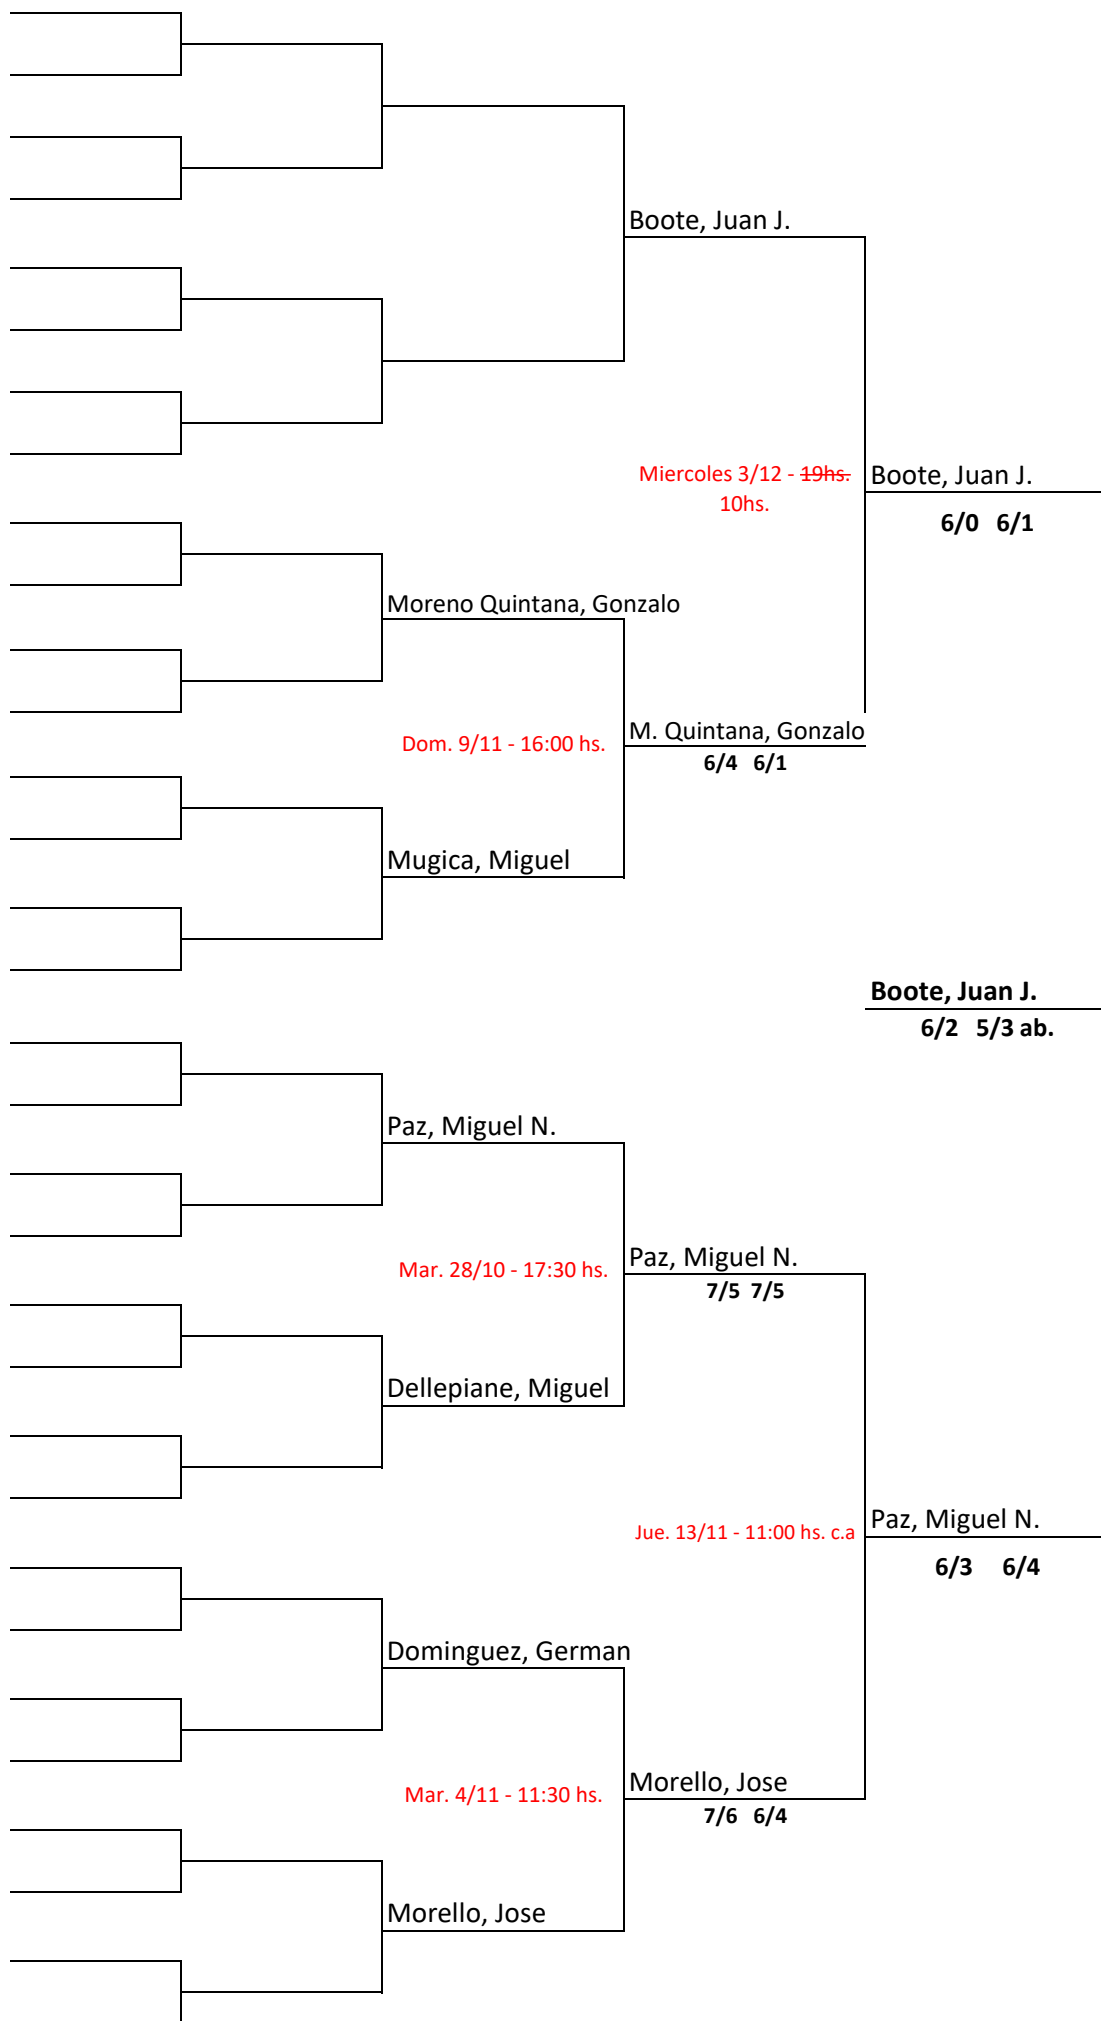 Boote, Juan J.
Miercoles 3/12 - 19hs.
10hs.
Boote, Juan J.
6/0 6/1
Moreno Quintana, Gonzalo
Dom. 9/11 - 16:00 hs.
M. Quintana, Gonzalo
6/4 6/1
Mugica, Miguel
Boote, Juan J.
6/2 5/3 ab.
Paz, Miguel N.
Mar. 28/10 - 17:30 hs.
Paz, Miguel N.
7/5 7/5
Dellepiane, Miguel
Jue. 13/11 - 11:00 hs. c.a
Paz, Miguel N.
6/3 6/4
Dominguez, German
Mar. 4/11 - 11:30 hs.
Morello, Jose
7/6 6/4
Morello, Jose